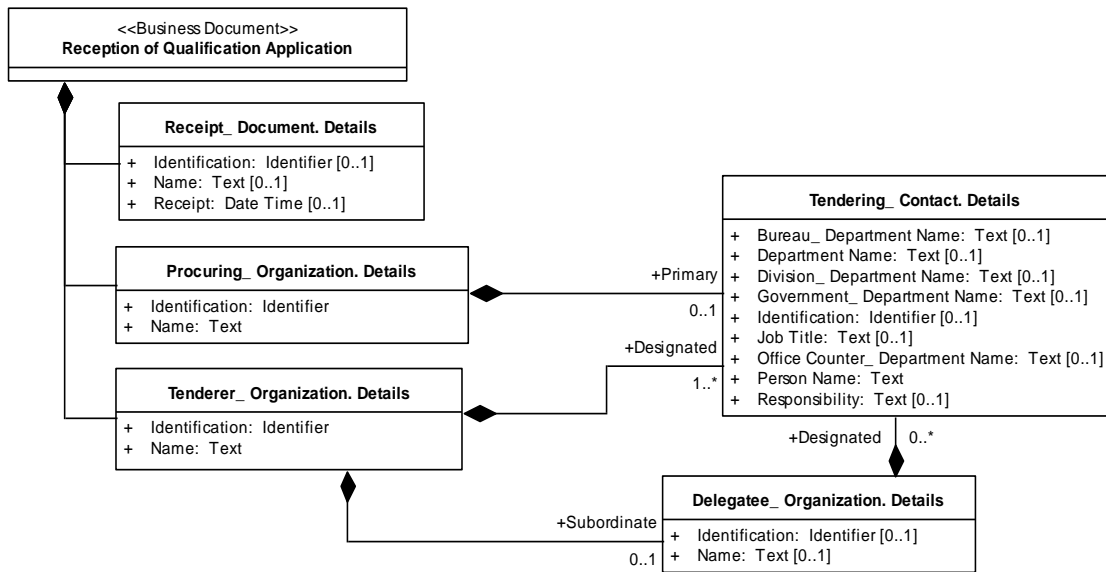 <<Business Document>>
Reception of Qualification Application
Receipt_ Document. Details
+ Identification: Identifier [0..1]
+ Name: Text [0..1]
+ Receipt: Date Time [0..1]
Procuring_ Organization. Details
+ Identification: Identifier
+ Name: Text
+Primary
0..1
Tendering_ Contact. Details
+ Bureau_ Department Name: Text [0..1]
+ Department Name: Text [0..1]
+ Division_ Department Name: Text [0..1]
+ Government_ Department Name: Text [0..1]
+ Identification: Identifier [0..1]
+ Job Title: Text [0..1]
+ Office Counter_ Department Name: Text [0..1]
+ Person Name: Text
+ Responsibility: Text [0..1]
Tenderer_ Organization. Details
+ Identification: Identifier
+ Name: Text
+Designated
1..*
+Designated 0..*
Delegatee_ Organization. Details
+ Identification: Identifier [0..1]
+ Name: Text [0..1]
+Subordinate
0..1